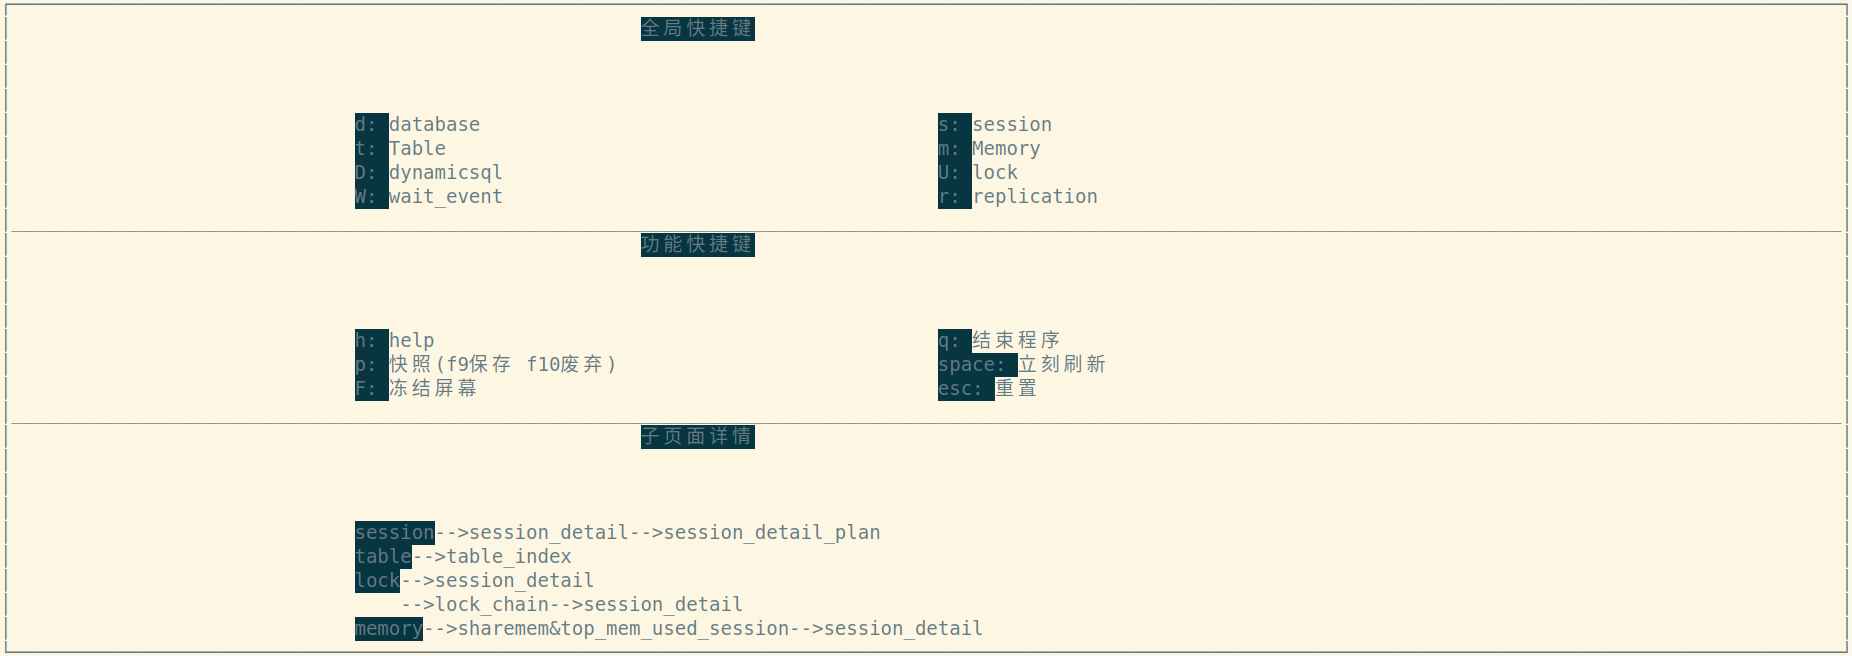 全局快捷键
d: database s: session
t: Table m: Memory
D: dynamicsql U: lock
W: wait_event r: replication
功能快捷键
h: help q: 结束程序
p: 快照(f9保存 f10废弃) space: 立刻刷新
F: 冻结屏幕 esc: 重置
子页面详情
session-->session_detail-->session_detail_plan
table-->table_index
lock-->session_detail
-->lock_chain-->session_detail
memory-->sharemem&top_mem_used_session-->session_detail